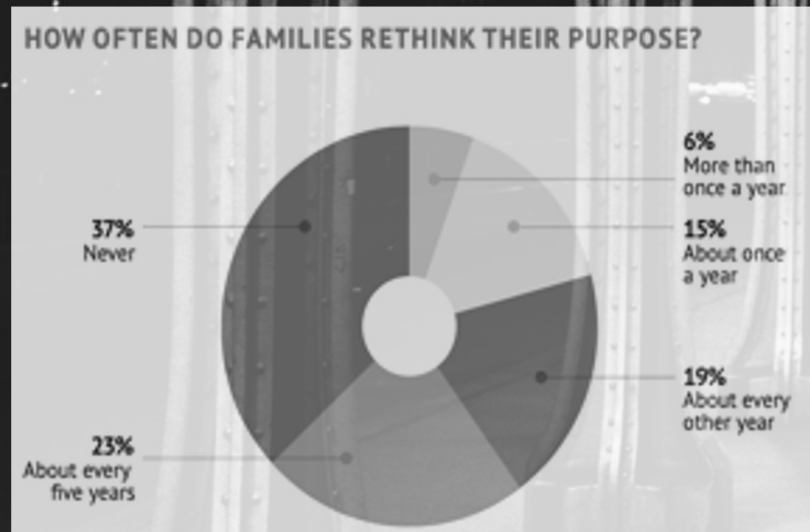 HOW OFTEN DO FAMILIES RETHINK THEIR PURPOSE?
6%
More than
once a year
15%
About once
a year
19%
About every
other year
23%
About every
five years
37%
Never